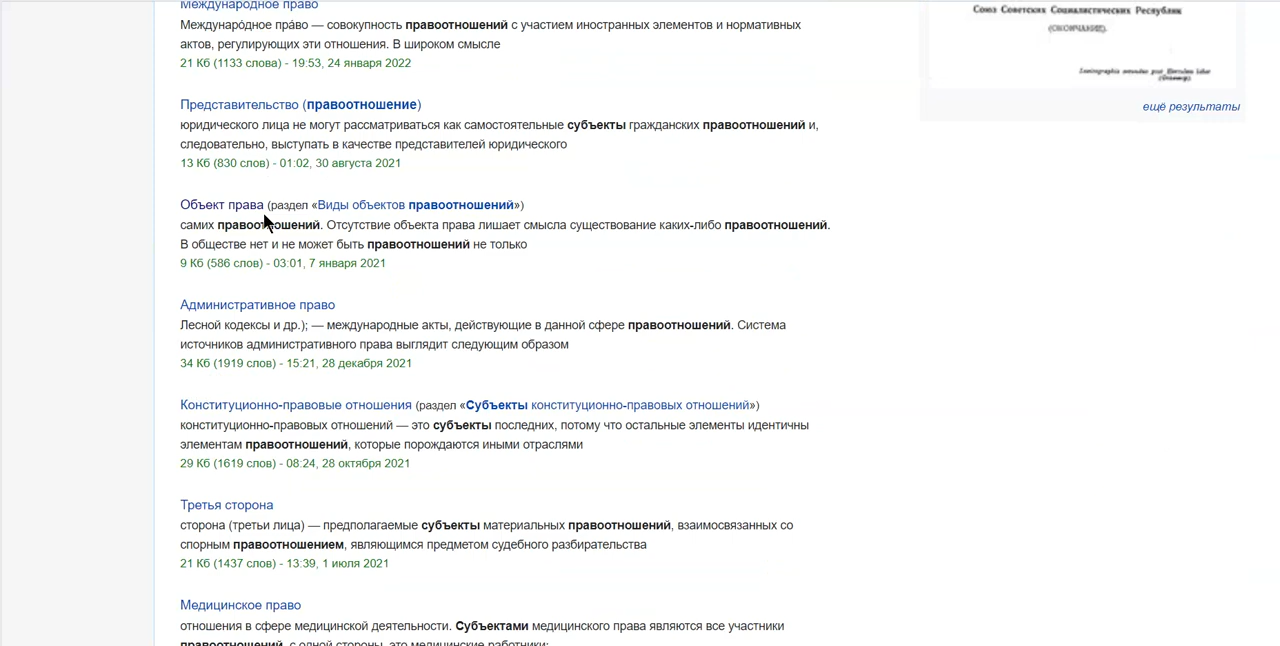 Международное право
Междунаро́дное пра́во — совокупность правоотношений с участием иностранных элементов и нормативных
актов, регулирующих эти отношения. В широком смысле
21 Кб (1133 слова) - 19:53, 24 января 2022
Представительство (правоотношение)
юридического лица не могут рассматриваться как самостоятельные субъекты гражданских правоотношений и,
следовательно, выступать в качестве представителей юридического
13 Кб (830 слов) - 01:02, 30 августа 2021
Объект права (раздел «Виды объектов правоотношений»)
самих правоотношений. Отсутствие объекта права лишает смысла существование каких-либо правоотношений.
В обществе нет и не может быть правоотношений не только
9 Кб (586 слов) - 03:01, 7 января 2021
Административное право
Лесной кодексы и др.); — международные акты, действующие в данной сфере правоотношений. Система
источников административного права выглядит следующим образом
34 Кб (1919 слов) - 15:21, 28 декабря 2021
Конституционно-правовые отношения (раздел «Субъекты конституционно-правовых отношений»)
конституционно-правовых отношений — это субъекты последних, потому что остальные элементы идентичны
элементам правоотношений, которые порождаются иными отраслями
29 Кб (1619 слов) - 08:24, 28 октября 2021
Третья сторона
сторона (третьи лица) — предполагаемые субъекты материальных правоотношений, взаимосвязанных со
спорным правоотношением, являющимся предметом судебного разбирательства
21 Кб (1437 слов) - 13:39, 1 июля 2021
Медицинское право
отношения в сфере медицинской деятельности. Субъектами медицинского права являются все участники
правоотношений, с одной стороны, это медицинские работники;
Союз Советских Социалистических Республик
(ОКОНЧАНИЕ).
ещё результаты